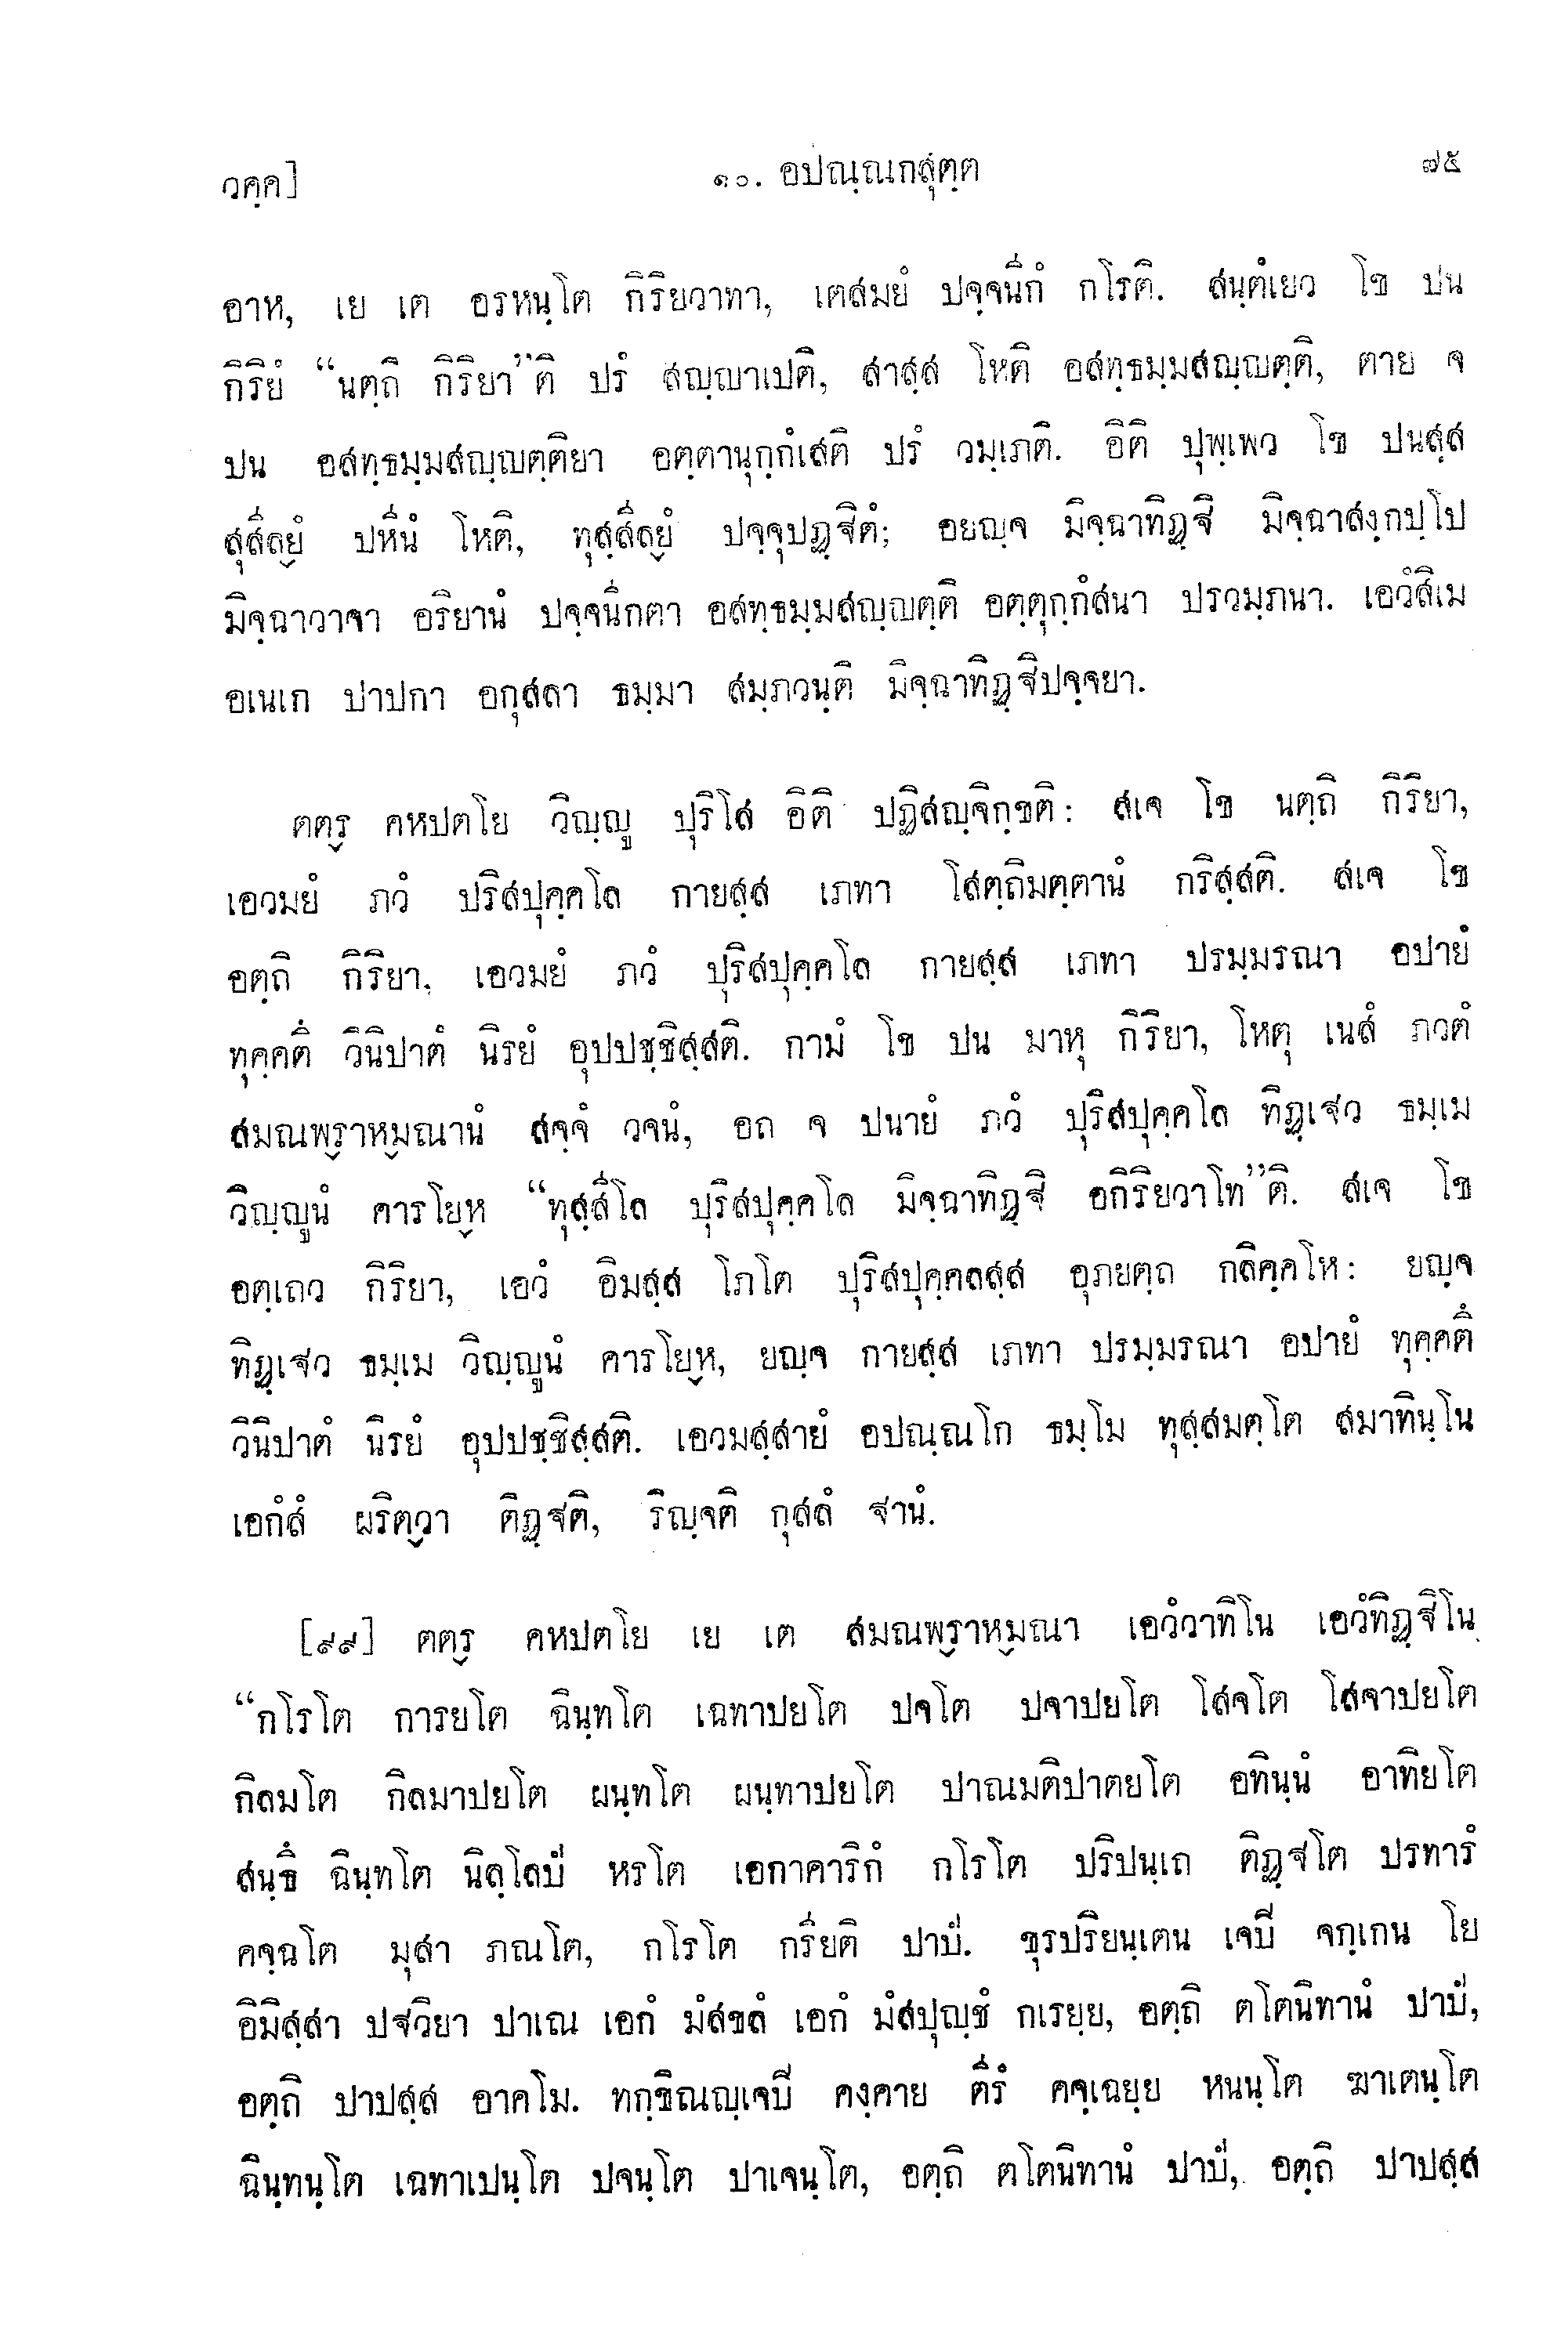 วคฺค] ๑๐. อปณฺณกสุตฺต ๗๕
อาห, เย เต อรหนฺโต กิริยวาทา, เตสมยํ ปจฺจนีกํ กโรติ. สนฺตํเยว โข ปน
กิริยํ “นตฺถิ กิริยา”ติ ปรํ สญฺญาเปติ, สาสฺส โหติ อสทฺธมฺมสญฺญตฺติ, ตาย จ
ปน อสทฺธมฺมสญฺญตฺติยา อตฺตานุกฺกํเสติ ปรํ วมฺเภติ. อิติ ปุพฺเพว โข ปนสฺส
สุสีลฺยํ ปหีนํ โหติ, ทุสฺสีลฺยํ ปจฺจุปฏฺฐิตํ; อยญฺจ มิจฺฉาทิฏฺฐิ มิจฺฉาสงฺกปฺโป
มิจฺฉาวาจา อริยานํ ปจฺจนีกตา อสทฺธมฺมสญฺญตฺติ อตฺตุกฺกํสนา ปรวมฺภนา. เอวํสิเม
อเนเก ปาปกา อกุสลา ธมฺมา สมฺภวนฺติ มิจฺฉาทิฏฺฐิปจฺจยา.
ตตฺร คหปตโย วิญฺญู ปุริโส อิติ ปฏิสญฺจิกฺขติ: สเจ โข นตฺถิ กิริยา,
เอวมยํ ภวํ ปริสปุคฺคโล กายสฺส เภทา โสตฺถิมตฺตานํ กริสฺสติ. สเจ โข
อตฺถิ กิริยา, เอวมยํ ภวํ ปุริสปุคฺคโล กายสฺส เภทา ปรมฺมรณา อปายํ
ทุคฺคตึ วินิปาตํ นิรยํ อุปปชฺชิสฺสติ. กามํ โข ปน มาหุ กิริยา, โหตุ เนสํ ภวตํ
สมณพฺราหฺมณานํ สจฺจํ วจนํ, อถ จ ปนายํ ภวํ ปุริสปุคฺคโล ทิฏฺเฐว ธมฺเม
วิญฺญูนํ คารโยฺห “ทุสฺสีโล ปุริสปุคฺคโล มิจฺฉาทิฏฺฐิ อกิริยวาโท”ติ. สเจ โข
อตฺเถว กิริยา, เอวํ อิมสฺส โภโต ปุริสปุคฺคลสฺส อุภยตฺถ กลิคฺคโห: ยญฺจ
ทิฏฺเฐว ธมฺเม วิญฺญูนํ คารโยฺห, ยญฺจ กายสฺส เภทา ปรมฺมรณา อปายํ ทุคฺคตึ
วินิปาตํ นิรยํ อุปปชฺชิสฺสติ. เอวมสฺสายํ อปณฺณโก ธมฺโม ทุสฺสมตฺโต สมาทินฺโน
เอกํสํ ผริตฺวา ติฏฺฐติ, ริญฺจติ กุสลํ ฐานํ.
[๙๙] ตตฺร คหปตโย เย เต สมณพฺราหฺมณา เอวํวาทิโน เอวํทิฏฺฐิโน
“กโรโต การยโต ฉินฺทโต เฉทาปยโต ปจโต ปจาปยโต โสจโต โสจาปยโต
กิลมโต กิลมาปยโต ผนฺทโต ผนฺทาปยโต ปาณมติปาตยโต อทินฺนํ อาทิยโต
สนฺธึ ฉินฺทโต นิลฺโลปํ หรโต เอกาคาริกํ กโรโต ปริปนฺเถ ติฏฺฐโต ปรทารํ
คจฺฉโต มุสา ภณโต, กโรโต กรียติ ปาปํ. ขุรปริยนฺเตน เจปิ จกฺเกน โย
อิมิสฺสา ปฐวิยา ปาเณ เอกํ มํสขลํ เอกํ มํสปุญฺชํ กเรยฺย, อตฺถิ ตโตนิทานํ ปาปํ,
อตฺถิ ปาปสฺส อาคโม. ทกฺขิณญฺเจปิ คงฺคาย ตีรํ คจฺเฉยฺย หนนฺโต ฆาเตนฺโต
ฉินฺทนฺโต เฉทาเปนฺโต ปจนฺโต ปาเจนฺโต, อตฺถิ ตโตนิทานํ ปาปํ, อตฺถิ ปาปสฺส